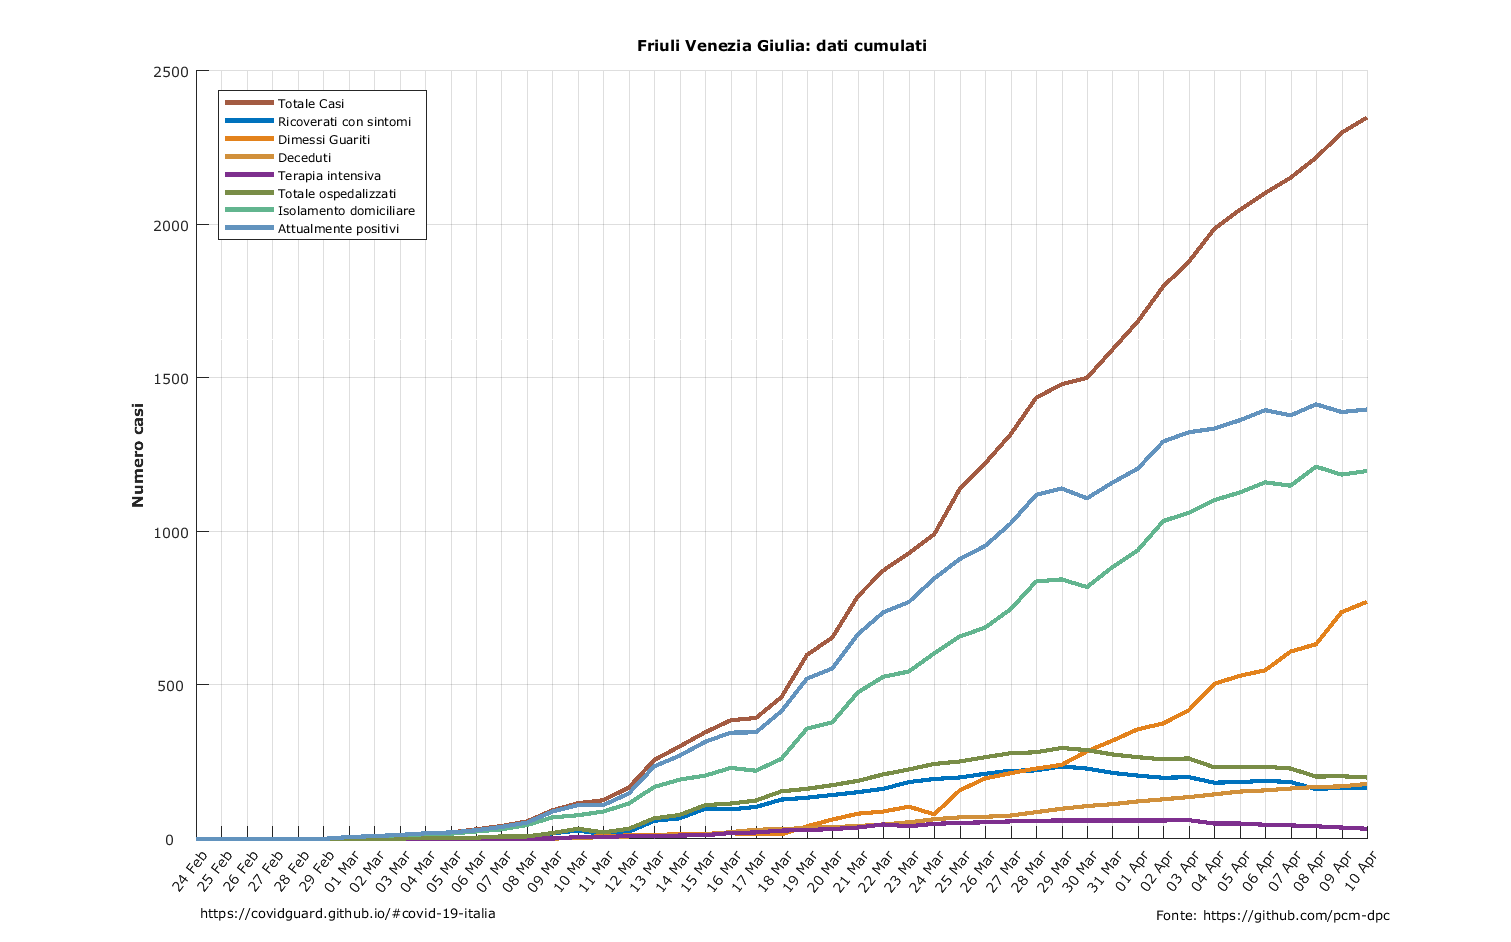 Friuli Venezia Giulia: dati cumulati
2500
2000
1500
1000
500
0
Numero casi
Totale Casi
Ricoverati con sintomi
Dimessi Guariti
Deceduti
Terapia intensiva
Totale ospedalizzati
Isolamento domiciliare
Attualmente positivi
24 Feb
25 Feb
26 Feb
27 Feb
28 Feb
29 Feb
01 Mar
02 Mar
03 Mar
04 Mar
05 Mar
06 Mar
07 Mar
08 Mar
09 Mar
10 Mar
11 Mar
12 Mar
13 Mar
14 Mar
15 Mar
16 Mar
17 Mar
18 Mar
19 Mar
20 Mar
21 Mar
22 Mar
23 Mar
24 Mar
25 Mar
26 Mar
27 Mar
28 Mar
29 Mar
30 Mar
31 Mar
01 Apr
02 Apr
03 Apr
04 Apr
05 Apr
06 Apr
07 Apr
08 Apr
09 Apr
10 Apr
https://covidguard.github.io/#covid-19-italia
Fonte: https://github.com/pcm-dpc